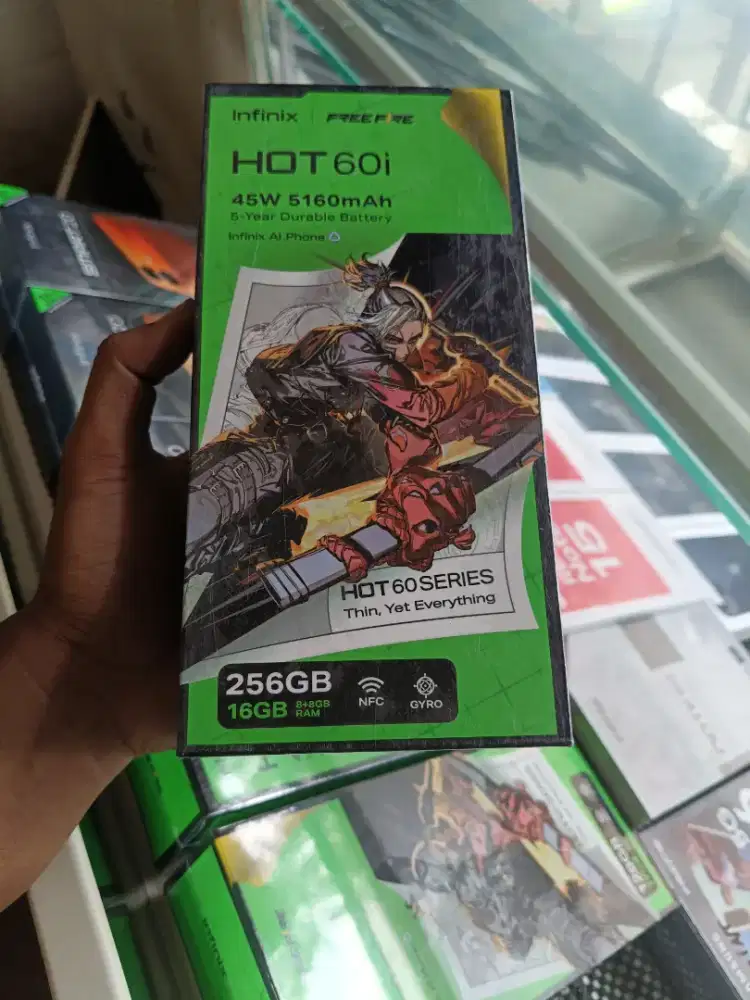 Infinix | FREE FIRE
HOT 60i
45W 5160mAh
5-Year Durable Battery
Infinix AI Phone
HOT 60 SERIES
Thin, Yet Everything
256GB
16GB 8+8GB RAM
NFC
GYRO
Infinix